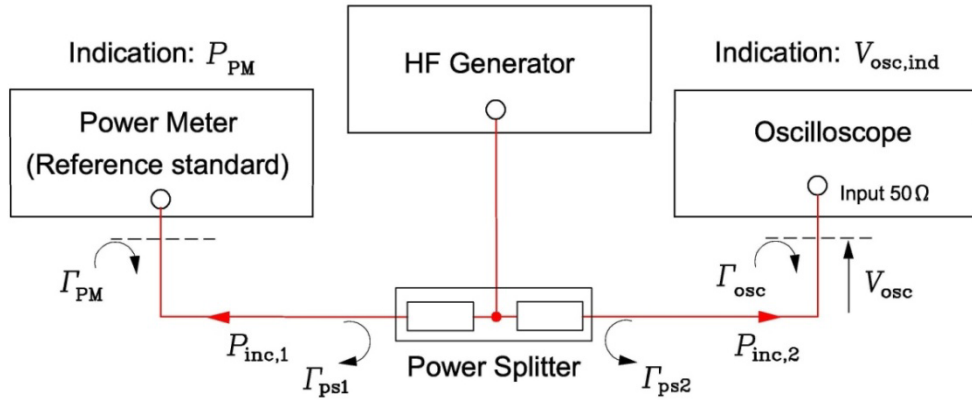 Indication: P_PM
HF Generator
Indication: V_osc,ind
Power Meter
(Reference standard)
Oscilloscope
Input 50 Ω
Γ_PM
Γ_osc
V_osc
P_inc,1
Γ_ps1
Power Splitter
Γ_ps2
P_inc,2